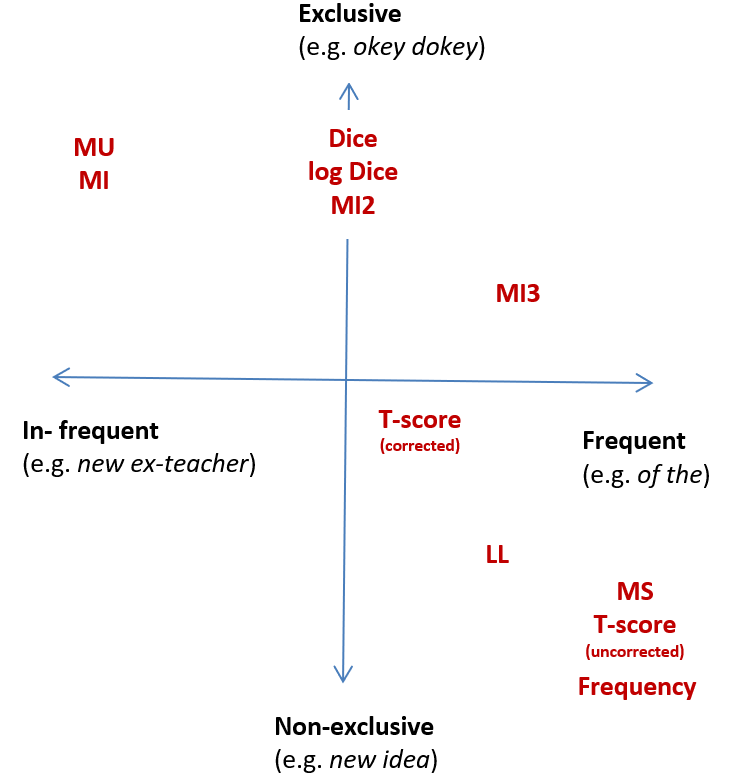 Exclusive
(e.g. okey dokey)
MU
MI
Dice
log Dice
MI2
MI3
T-score
(corrected)
In- frequent
(e.g. new ex-teacher)
Frequent
(e.g. of the)
LL
MS
T-score
(uncorrected)
Frequency
Non-exclusive
(e.g. new idea)